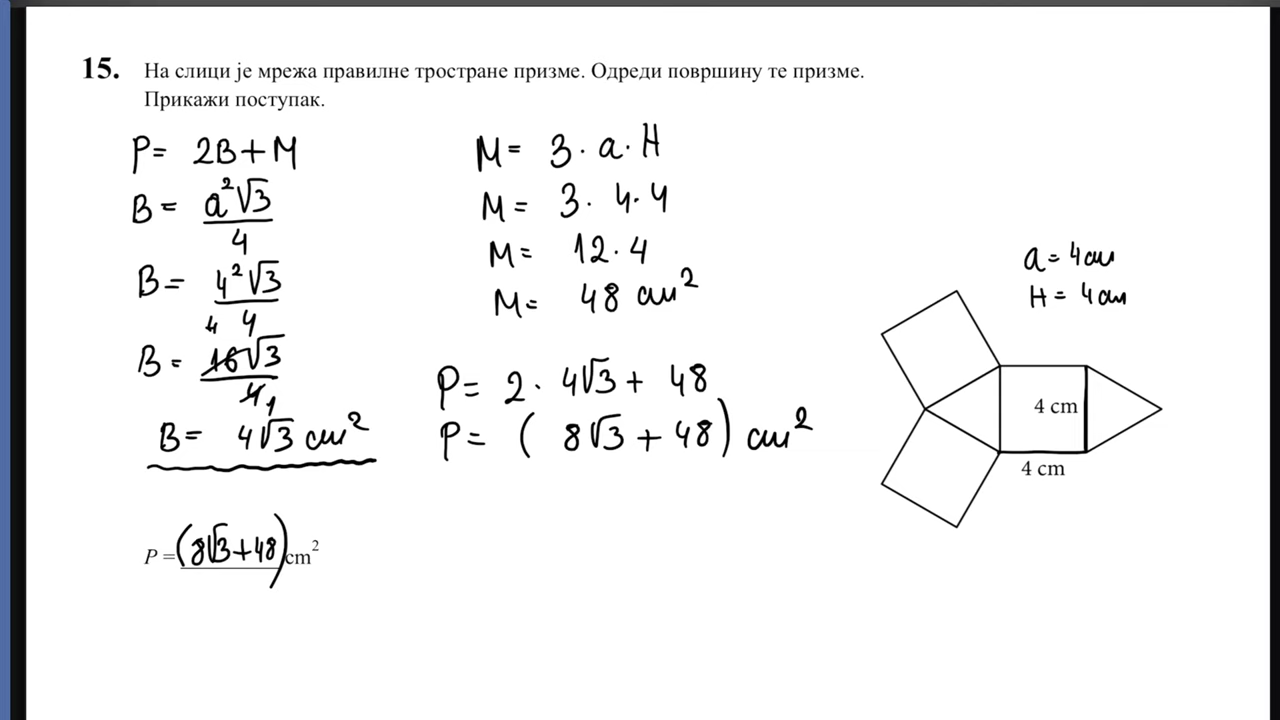 15. На слици је мрежа правилне тростране призме. Одреди површину те призме.
Прикажи поступак.
P = 2B + M
B = a²√3/4
B = 4²√3/4
B = 16√3/4 4 1
B = 4√3 cm²
M = 3 · a · H
M = 3 · 4 · 4
M = 12 · 4
M = 48 cm²
P = 2 · 4√3 + 48
P = (8√3 + 48) cm²
a = 4cm
H = 4cm
4 cm
4 cm
P = (8√3+48) cm²